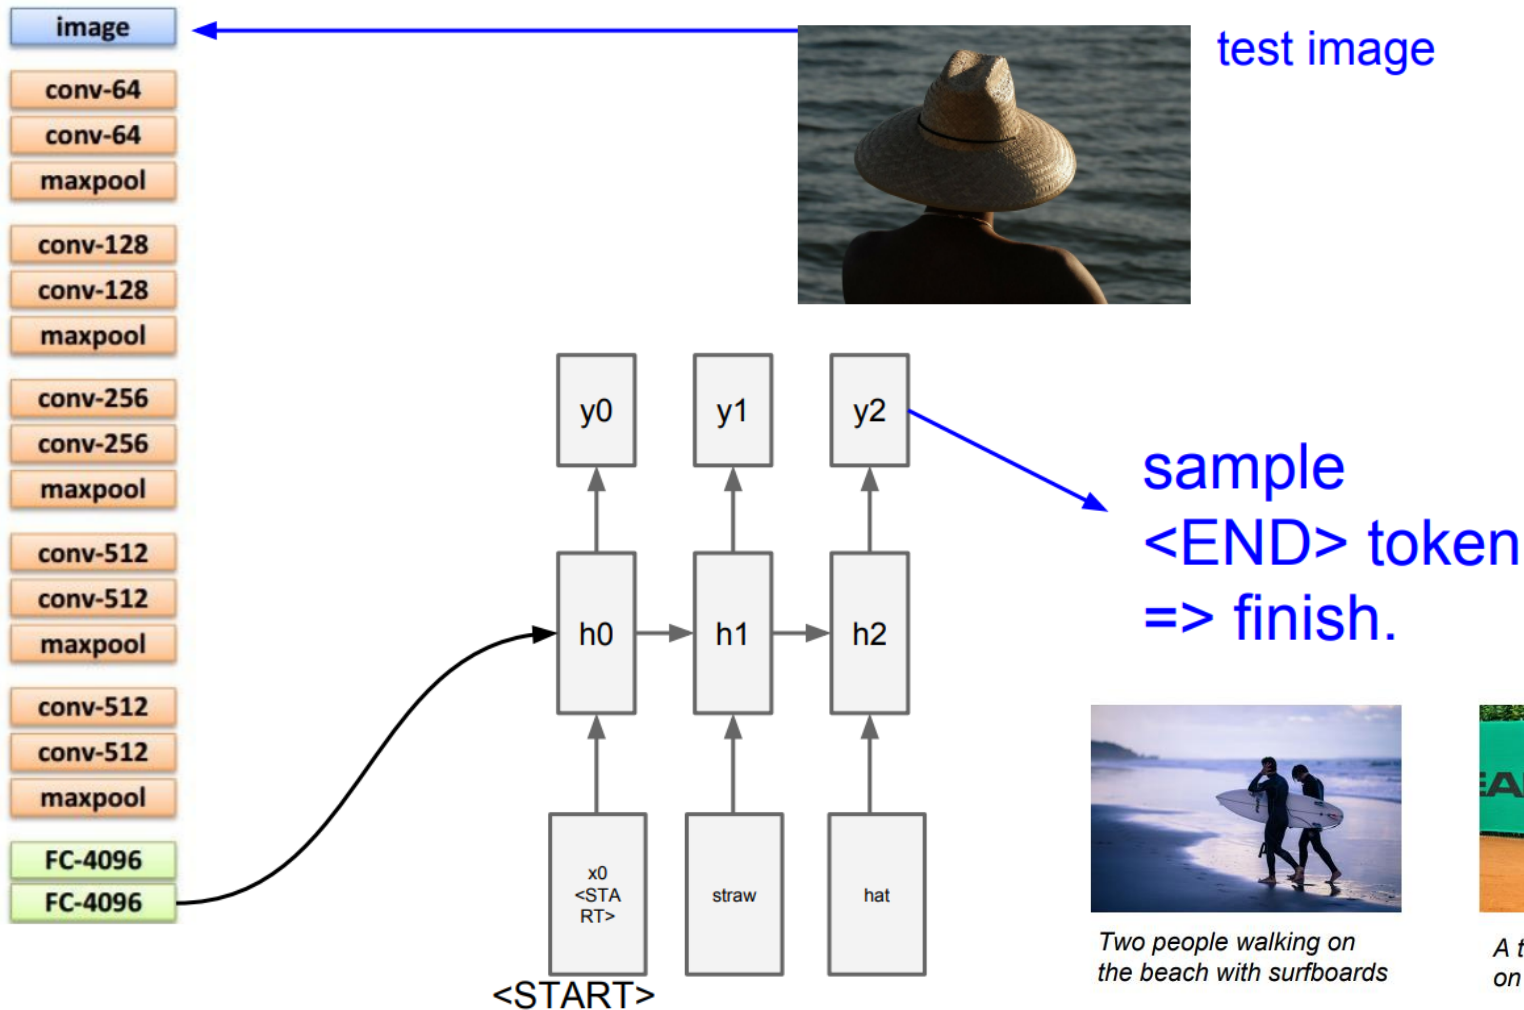 image
conv-64
conv-64
maxpool
conv-128
conv-128
maxpool
conv-256
conv-256
maxpool
conv-512
conv-512
maxpool
conv-512
conv-512
maxpool
FC-4096
FC-4096
test image
y0
y1
y2
h0
h1
h2
x0
<STA
RT>
straw
hat
<START>
sample
<END> token
=> finish.
Two people walking on
the beach with surfboards
EA
A t
on